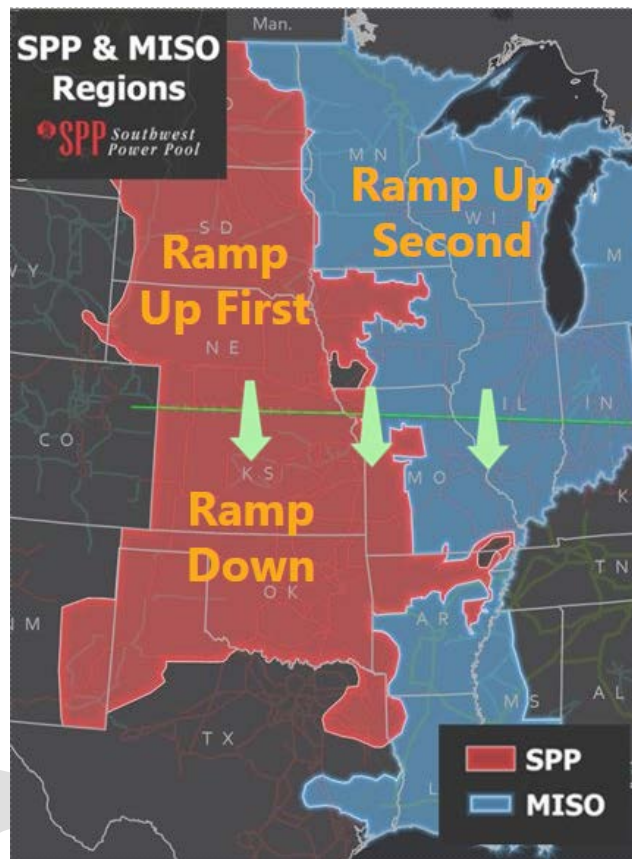 Man.
SPP & MISO
Regions
SPP Southwest
Power Pool
MN
Ramp Up
Second
WI
SD
Ramp
Up First
NE
IL
IN
CO
KS
MO
Ramp
Down
OK
TN
AR
MS
AL
TX
SPP
MISO